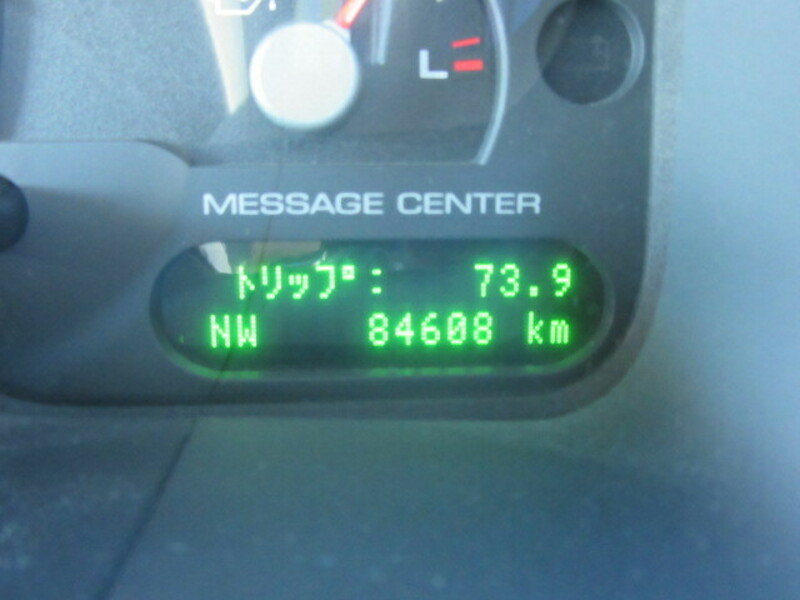 L
MESSAGE CENTER
トリップ: 73.9
NW 84608 km